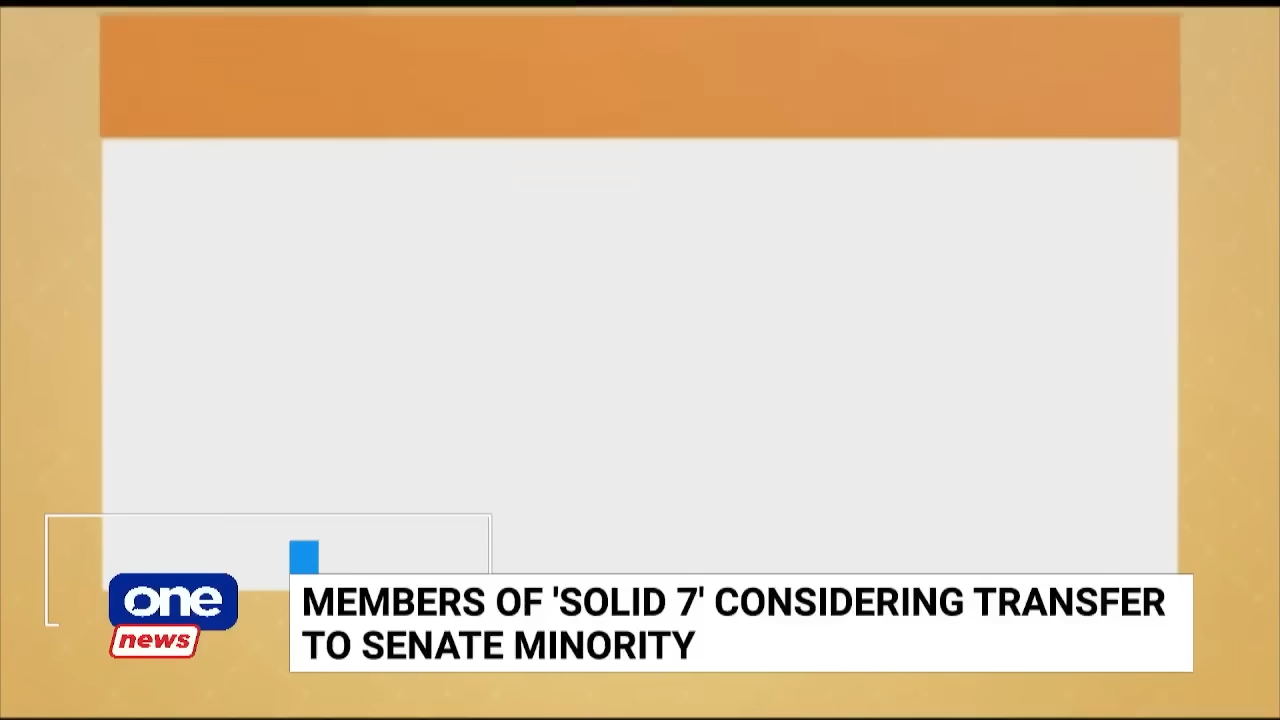 one
news
MEMBERS OF 'SOLID 7' CONSIDERING TRANSFER
TO SENATE MINORITY